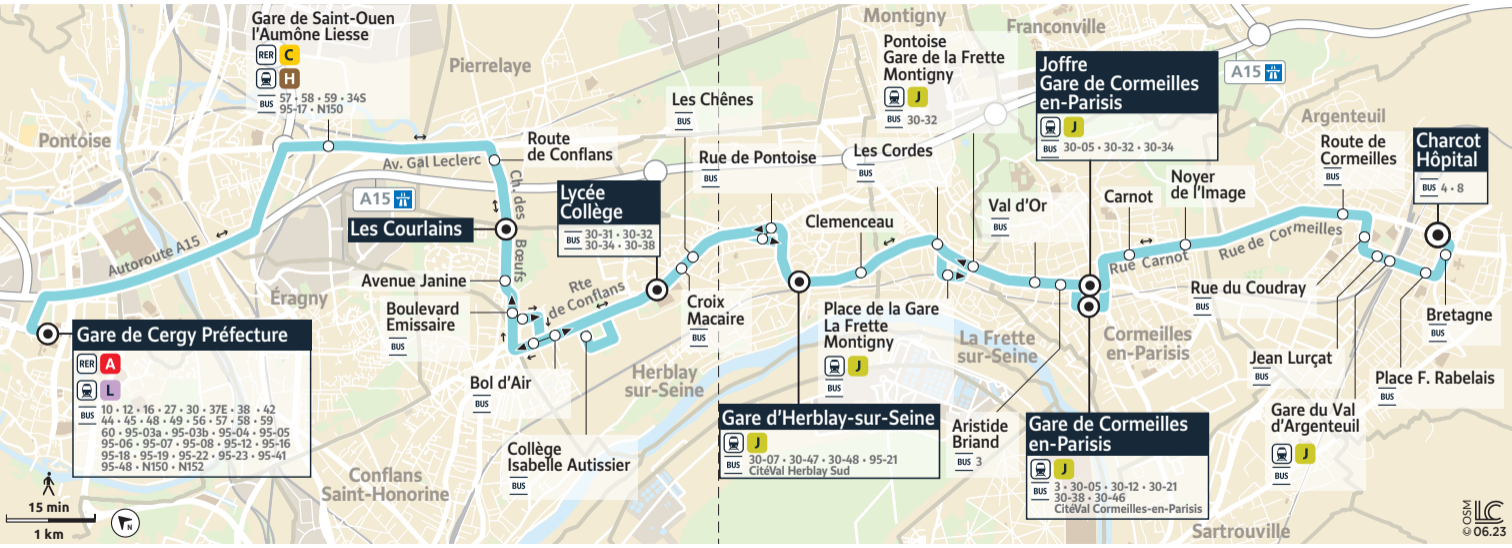 Gare de Saint-Ouen
l'Aumône Liesse
RER C
H
BUS 57 • 58 • 59 • 34S
95-17 • N150
Pierrelaye
Pontoise
Av. Gal Leclerc
Route
de Conflans
A15
Autoroute A15
Éragny
Ch. des Bœufs
Les Courlains
Avenue Janine
Boulevard
Emissaire
BUS
Gare de Cergy Préfecture
RER A
L
BUS 10 • 12 • 16 • 27 • 30 • 37E • 38 • 42
44 • 45 • 48 • 49 • 56 • 57 • 58 • 59
60 • 95-03a • 95-03b • 95-04 • 95-05
95-06 • 95-07 • 95-08 • 95-12 • 95-16
95-18 • 95-19 • 95-22 • 95-23 • 95-41
95-48 • N150 • N152
15 min
1 km
N
Conflans
Saint-Honorine
Bol d'Air
BUS
Collège
Isabelle Autissier
BUS
Rte
de Conflans
Lycée
Collège
BUS 30-31 • 30-32
30-34 • 30-38
Les Chênes
BUS
Croix
Macaire
BUS
Herblay
sur-Seine
Rue de Pontoise
BUS
Gare d'Herblay-sur-Seine
J
BUS 30-07 • 30-47 • 30-48 • 95-21
CitéVal Herblay Sud
Clemenceau
Les Cordes
BUS
Montigny
Franconville
Pontoise
Gare de la Frette
Montigny
J
BUS 30-32
Place de la Gare
La Frette
Montigny
J
BUS
Val d'Or
BUS
La Frette
sur-Seine
Aristide
Briand
BUS 3
Joffre
Gare de Cormeilles
en-Parisis
J
BUS 30-05 • 30-32 • 30-34
Gare de Cormeilles
en-Parisis
J
BUS 3 • 30-05 • 30-12 • 30-21
30-38 • 30-46
CitéVal Cormeilles-en-Parisis
Cormeilles
en-Parisis
A15
Carnot
Noyer
de l'Image
Rue Carnot
Rue de Cormeilles
Argenteuil
Route de
Cormeilles
BUS
Charcot
Hôpital
BUS 4 • 8
Rue du Coudray
Jean Lurçat
BUS
Gare du Val
d'Argenteuil
J
BUS
Place F. Rabelais
BUS
Bretagne
BUS
Sartrouville
© OSM
LC
© 06.23